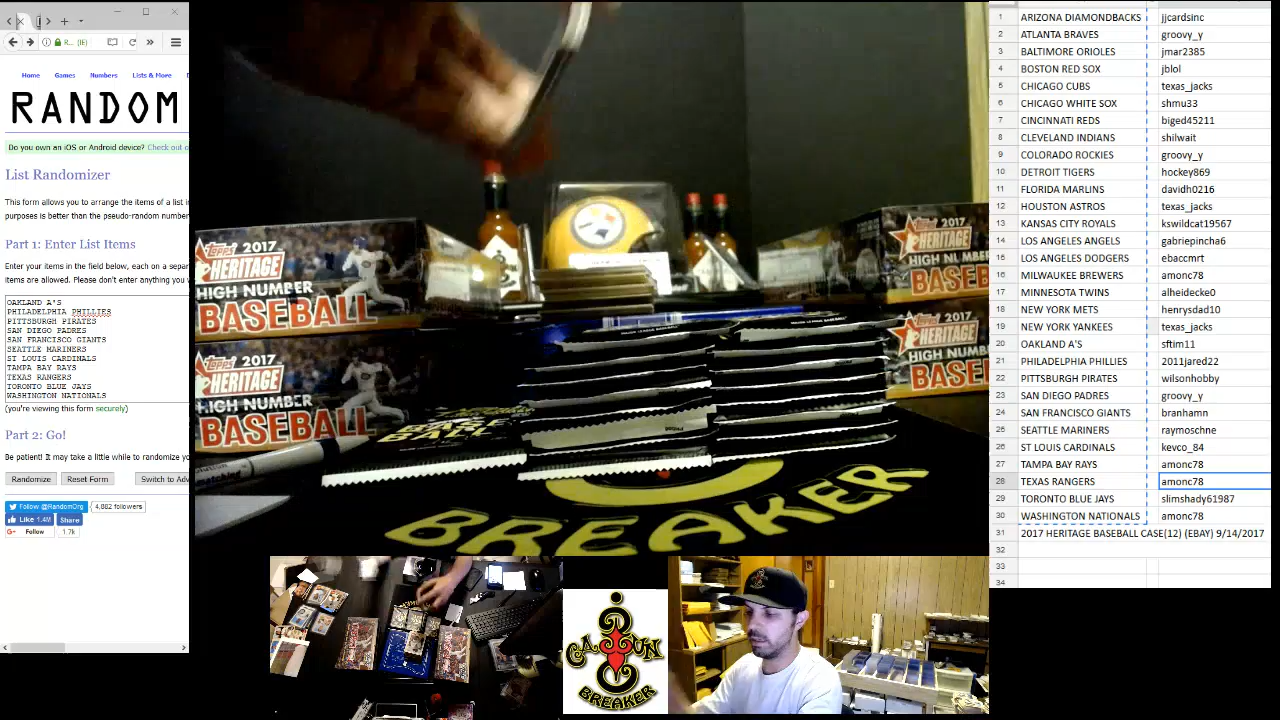 R... (IE)
Home Games Numbers Lists & More
RANDOM
Do you own an iOS or Android device? Check out o
List Randomizer
This form allows you to arrange the items of a list i
purposes is better than the pseudo-random number
Part 1: Enter List Items
Enter your items in the field below, each on a separ
items are allowed. Please don't enter anything you
OAKLAND A'S
PHILADELPHIA PHILLIES
PITTSBURGH PIRATES
SAN DIEGO PADRES
SAN FRANCISCO GIANTS
SEATTLE MARINERS
ST LOUIS CARDINALS
TAMPA BAY RAYS
TEXAS RANGERS
TORONTO BLUE JAYS
WASHINGTON NATIONALS
(you're viewing this form securely)
Part 2: Go!
Be patient! It may take a little while to randomize yo
Randomize Reset Form Switch to Adv
Follow @RandomOrg 4,882 followers
Like 1.4M Share
G+ Follow 1.7k
Topps 2017
HERITAGE
HIGH NUMBER
BASEBALL
Topps 2017
HERITAGE
HIGH NUMBER
BASEBALL
2017
HERITAGE
HIGH NUMBER
BASEBALL
HERITAGE
HIGH NUMBER
BASE
BALL
BREAKER
CAJUN
BREAKER
1 ARIZONA DIAMONDBACKS jjcardsinc
2 ATLANTA BRAVES groovy_y
3 BALTIMORE ORIOLES jmar2385
4 BOSTON RED SOX jblol
5 CHICAGO CUBS texas_jacks
6 CHICAGO WHITE SOX shmu33
7 CINCINNATI REDS biged45211
8 CLEVELAND INDIANS shilwait
9 COLORADO ROCKIES groovy_y
10 DETROIT TIGERS hockey869
11 FLORIDA MARLINS davidh0216
12 HOUSTON ASTROS texas_jacks
13 KANSAS CITY ROYALS kswildcat19567
14 LOS ANGELES ANGELS gabriepincha6
15 LOS ANGELES DODGERS ebaccmrt
16 MILWAUKEE BREWERS amonc78
17 MINNESOTA TWINS alheidecke0
18 NEW YORK METS henrysdad10
19 NEW YORK YANKEES texas_jacks
20 OAKLAND A'S sftim11
21 PHILADELPHIA PHILLIES 2011jared22
22 PITTSBURGH PIRATES wilsonhobby
23 SAN DIEGO PADRES groovy_y
24 SAN FRANCISCO GIANTS branhamn
25 SEATTLE MARINERS raymoschne
26 ST LOUIS CARDINALS kevco_84
27 TAMPA BAY RAYS amonc78
28 TEXAS RANGERS amonc78
29 TORONTO BLUE JAYS slimshady61987
30 WASHINGTON NATIONALS amonc78
31 2017 HERITAGE BASEBALL CASE(12) (EBAY) 9/14/2017
32
33
34